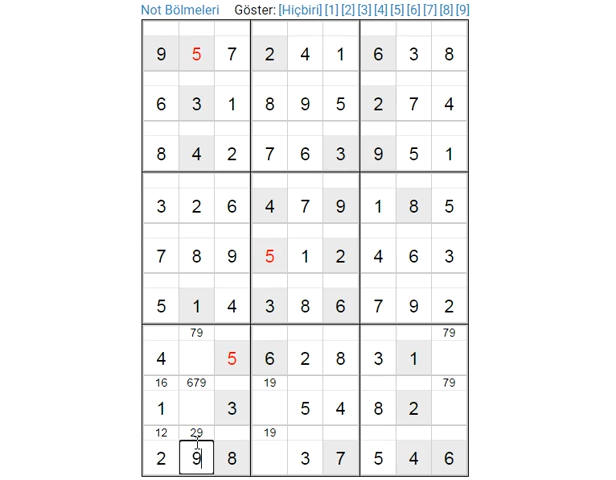 Not Bölmeleri Göster: [Hiçbiri] [1] [2] [3] [4] [5] [6] [7] [8] [9]
9 5 7 2 4 1 6 3 8
6 3 1 8 9 5 2 7 4
8 4 2 7 6 3 9 5 1
3 2 6 4 7 9 1 8 5
7 8 9 5 1 2 4 6 3
5 1 4 3 8 6 7 9 2
79 79
4 5 6 2 8 3 1
16 679 19 79
1 3 5 4 8 2
12 29 19
2 9 8 3 7 5 4 6